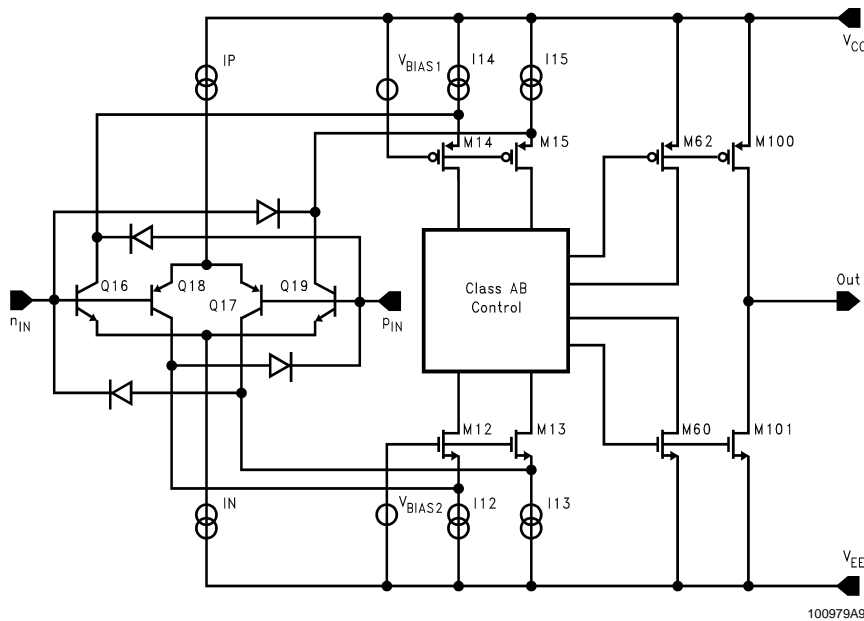 IP
VBIAS1
I14
I15
VCC
M14
M15
M62
M100
Q16
Q18
Q17
Q19
nIN
pIN
Class AB
Control
Out
M12
M13
M60
M101
IN
VBIAS2
I12
I13
VEE
100979A9